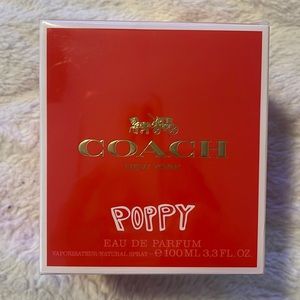 COACH
NEW YORK
POPPY
EAU DE PARFUM
VAPORISATEUR/NATURAL SPRAY - ℮ 100 ML 3.3 FL. OZ.